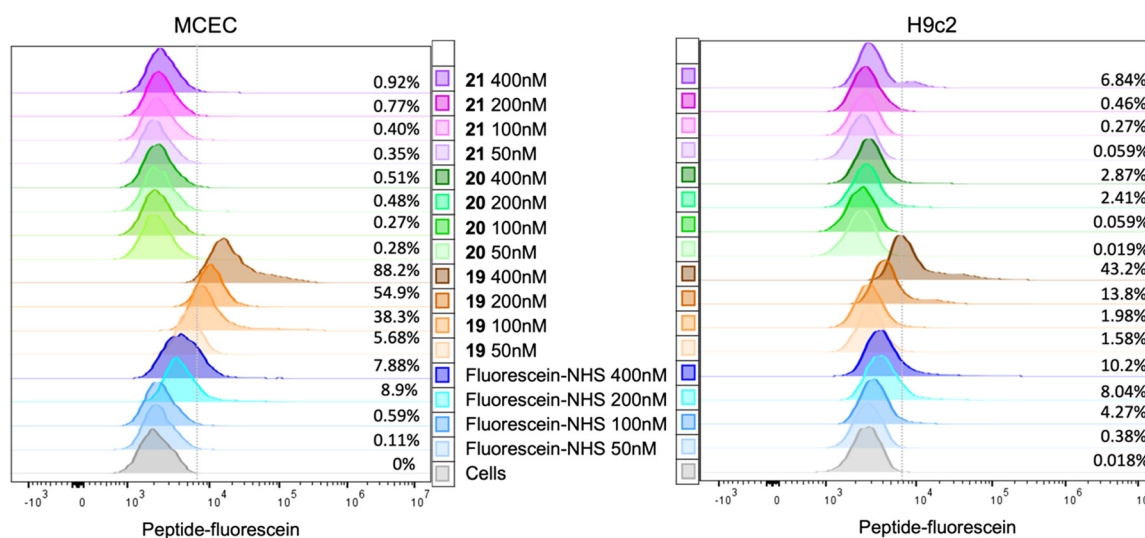 MCEC
0.92%
0.77%
0.40%
0.35%
0.51%
0.48%
0.27%
0.28%
88.2%
54.9%
38.3%
5.68%
7.88%
8.9%
0.59%
0.11%
0%
-10³ 0 10³ 10⁴ 10⁵ 10⁶ 10⁷
Peptide-fluorescein
21 400nM
21 200nM
21 100nM
21 50nM
20 400nM
20 200nM
20 100nM
20 50nM
19 400nM
19 200nM
19 100nM
19 50nM
Fluorescein-NHS 400nM
Fluorescein-NHS 200nM
Fluorescein-NHS 100nM
Fluorescein-NHS 50nM
Cells
H9c2
6.84%
0.46%
0.27%
0.059%
2.87%
2.41%
0.059%
0.019%
43.2%
13.8%
1.98%
1.58%
10.2%
8.04%
4.27%
0.38%
0.018%
-10³ 0 10³ 10⁴ 10⁵ 10⁶ 10
Peptide-fluorescein